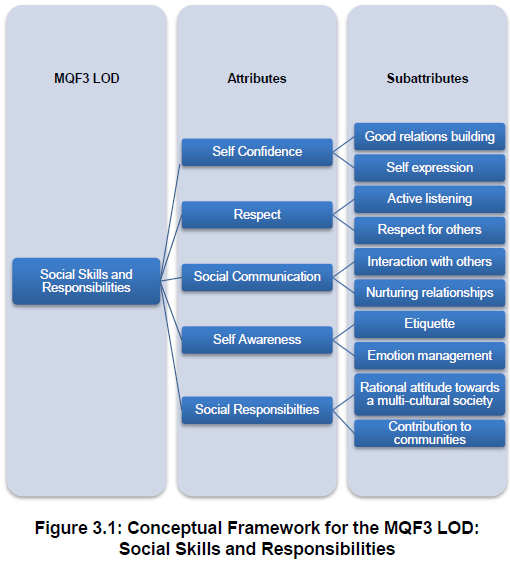 MQF3 LOD
Attributes
Subattributes
Social Skills and
Responsibilities
Self Confidence
Respect
Social Communication
Self Awareness
Social Responsibilties
Good relations building
Self expression
Active listening
Respect for others
Interaction with others
Nurturing relationships
Etiquette
Emotion management
Rational attitude towards
a multi-cultural society
Contribution to
communities
Figure 3.1: Conceptual Framework for the MQF3 LOD:
Social Skills and Responsibilities